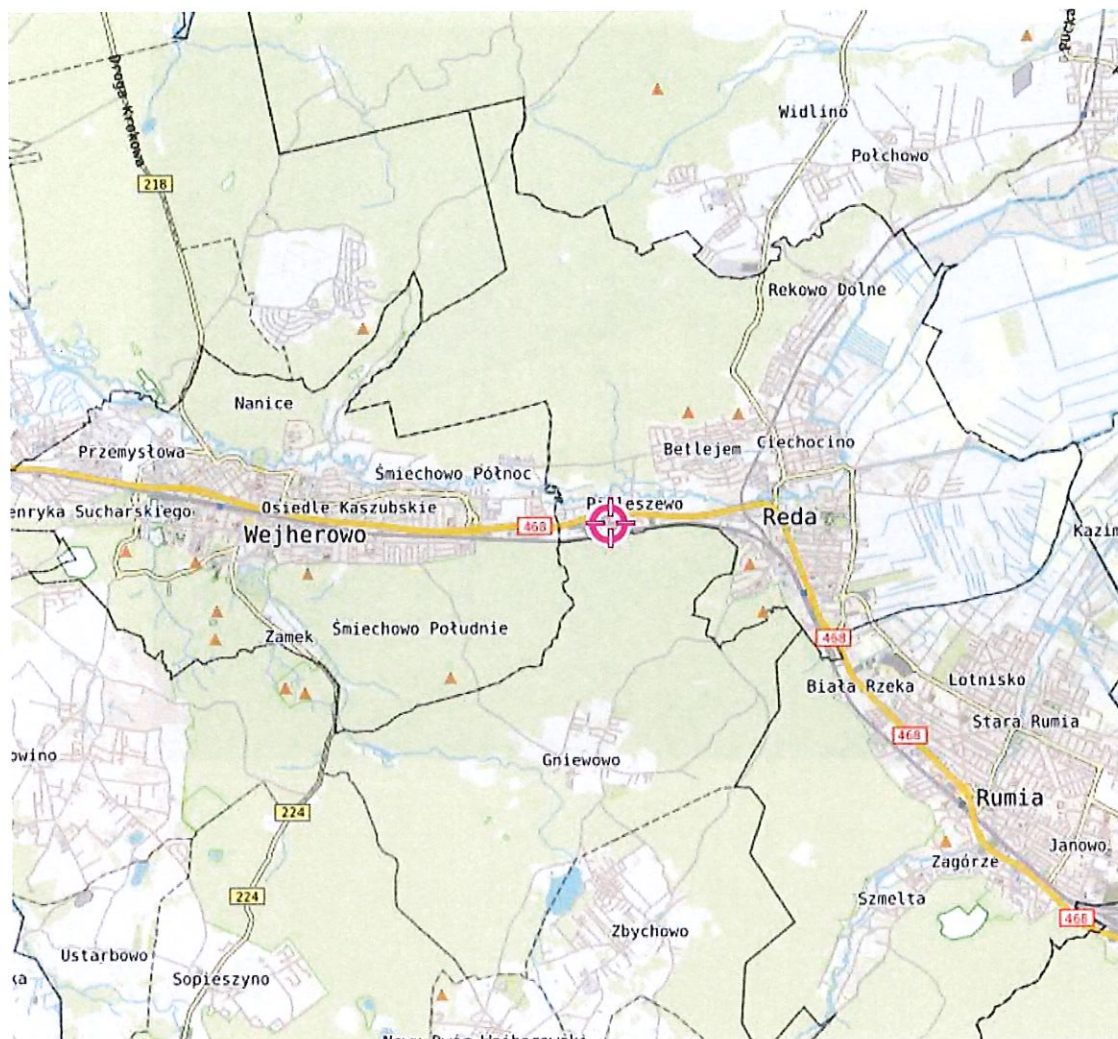 PUCKA
Droga Krokowa
Widlino
Połchowo
218
Rekowo Dolne
Nanice
Przemysłowa
Betlejem
Ciechocino
Śmiechowo Północ
enryka Sucharskiego
Osiedle Kaszubskie
468
Reda
Wejherowo
Kazim
Zamek
Śmiechowo Południe
468
Biała Rzeka
Lotnisko
Stara Rumia
468
owino
Gniewowo
224
Rumia
Janowo
Zagórze
224
Szmelta
468
Zbychowo
Ustarbowo
ka
Sopieszyno